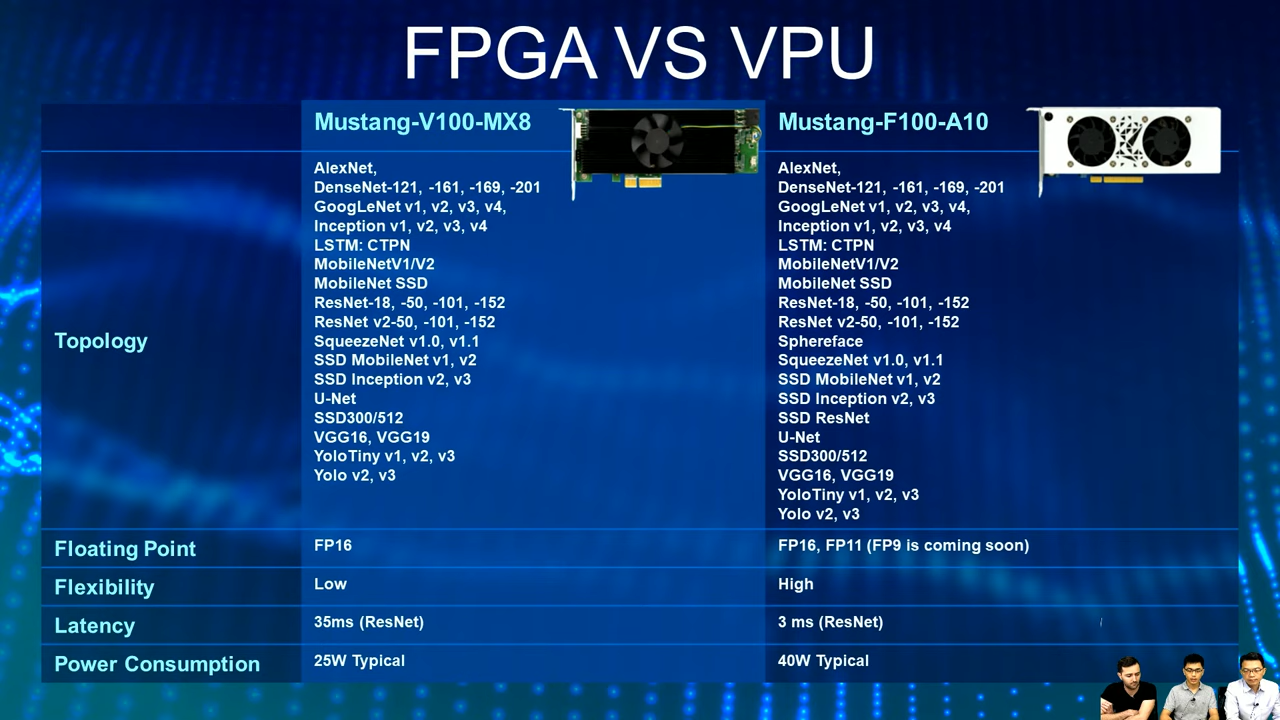 FPGA VS VPU
Mustang-V100-MX8
Mustang-F100-A10
Topology
AlexNet,
DenseNet-121, -161, -169, -201
GoogLeNet v1, v2, v3, v4,
Inception v1, v2, v3, v4
LSTM: CTPN
MobileNetV1/V2
MobileNet SSD
ResNet-18, -50, -101, -152
ResNet v2-50, -101, -152
SqueezeNet v1.0, v1.1
SSD MobileNet v1, v2
SSD Inception v2, v3
U-Net
SSD300/512
VGG16, VGG19
YoloTiny v1, v2, v3
Yolo v2, v3
AlexNet,
DenseNet-121, -161, -169, -201
GoogLeNet v1, v2, v3, v4,
Inception v1, v2, v3, v4
LSTM: CTPN
MobileNetV1/V2
MobileNet SSD
ResNet-18, -50, -101, -152
ResNet v2-50, -101, -152
Sphereface
SqueezeNet v1.0, v1.1
SSD MobileNet v1, v2
SSD Inception v2, v3
SSD ResNet
U-Net
SSD300/512
VGG16, VGG19
YoloTiny v1, v2, v3
Yolo v2, v3
Floating Point
FP16
FP16, FP11 (FP9 is coming soon)
Flexibility
Low
High
Latency
35ms (ResNet)
3 ms (ResNet)
Power Consumption
25W Typical
40W Typical